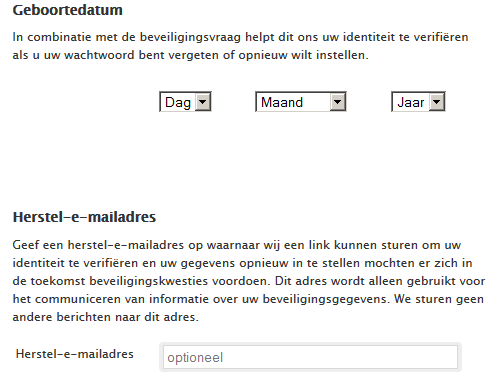 Geboortedatum
In combinatie met de beveiligingsvraag helpt dit ons uw identiteit te verifiëren
als u uw wachtwoord bent vergeten of opnieuw wilt instellen.
Dag Maand Jaar
Herstel-e-mailadres
Geef een herstel-e-mailadres op waarnaar wij een link kunnen sturen om uw
identiteit te verifiëren en uw gegevens opnieuw in te stellen mochten er zich in
de toekomst beveiligingskwesties voordoen. Dit adres wordt alleen gebruikt voor
het communiceren van informatie over uw beveiligingsgegevens. We sturen geen
andere berichten naar dit adres.
Herstel-e-mailadres optioneel